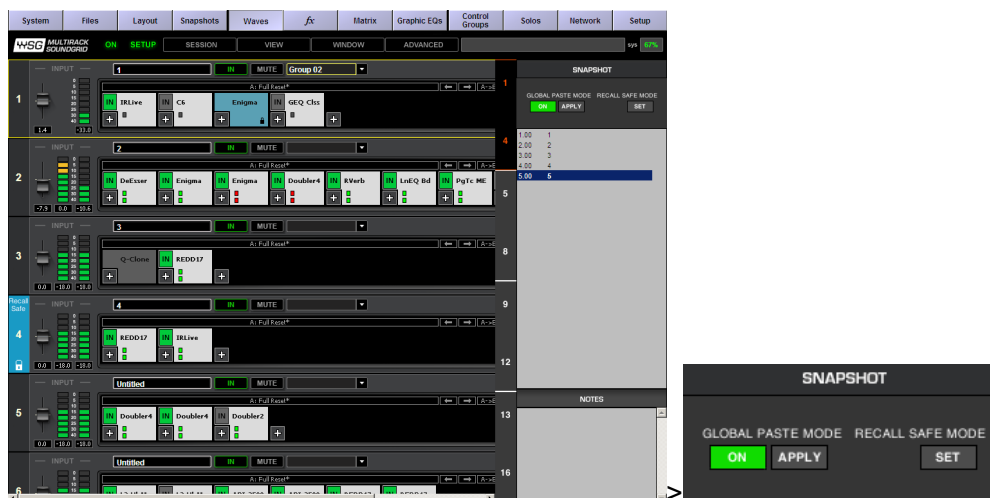 System Files Layout Snapshots Waves fx Matrix Graphic EQs Control Groups Solos Network Setup
WSG MULTIRACK SOUNDGRID ON SETUP SESSION VIEW WINDOW ADVANCED sys 67%
INPUT 1 IN MUTE Group 02
A: Full Reset* A->B
1 IN IRLive IN C6 Enigma IN GEQ Clss
1.4 -33.0
INPUT 2 IN MUTE
A: Full Reset*
2 IN DeEsser IN Enigma IN Enigma IN Doubler4 IN RVerb IN LnEQ Bd IN PgTc ME
-7.9 0.0 -10.6
INPUT 3 IN MUTE
A: Full Reset*
3 Q-Clone IN REDD17
0.0 -18.0 -18.0
Recall Safe
INPUT 4 IN MUTE
A: Full Reset*
4 IN REDD17 IN IRLive
0.0 -18.0 -18.0
INPUT Untitled IN MUTE
A: Full Reset*
5 IN Doubler4 IN Doubler4 IN Doubler2
0.0 -18.0 -18.0
INPUT Untitled IN MUTE
A: Full Reset*
6
1
4
5
8
9
12
13
16
SNAPSHOT
GLOBAL PASTE MODE RECALL SAFE MODE
ON APPLY SET
1.00 1
2.00 2
3.00 3
4.00 4
5.00 5
NOTES
>
SNAPSHOT
GLOBAL PASTE MODE RECALL SAFE MODE
ON APPLY SET